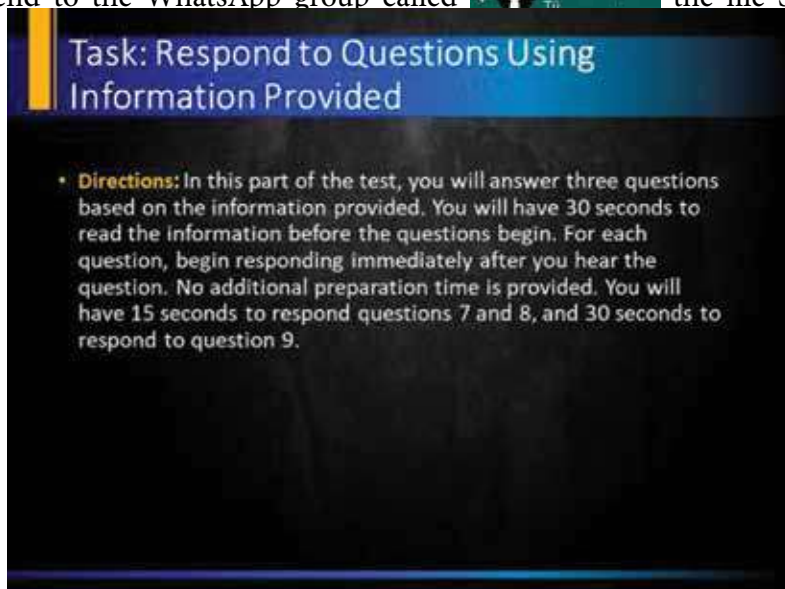 to the WhatsApp group called
Task: Respond to Questions Using
Information Provided
• Directions: In this part of the test, you will answer three questions
based on the information provided. You will have 30 seconds to
read the information before the questions begin. For each
question, begin responding immediately after you hear the
question. No additional preparation time is provided. You will
have 15 seconds to respond questions 7 and 8, and 30 seconds to
respond to question 9.